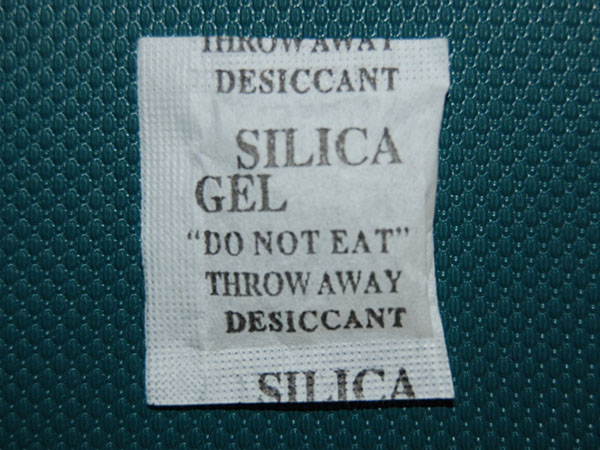 THROW AWAY
DESICCANT
SILICA
GEL
"DO NOT EAT"
THROW AWAY
DESICCANT
SILICA